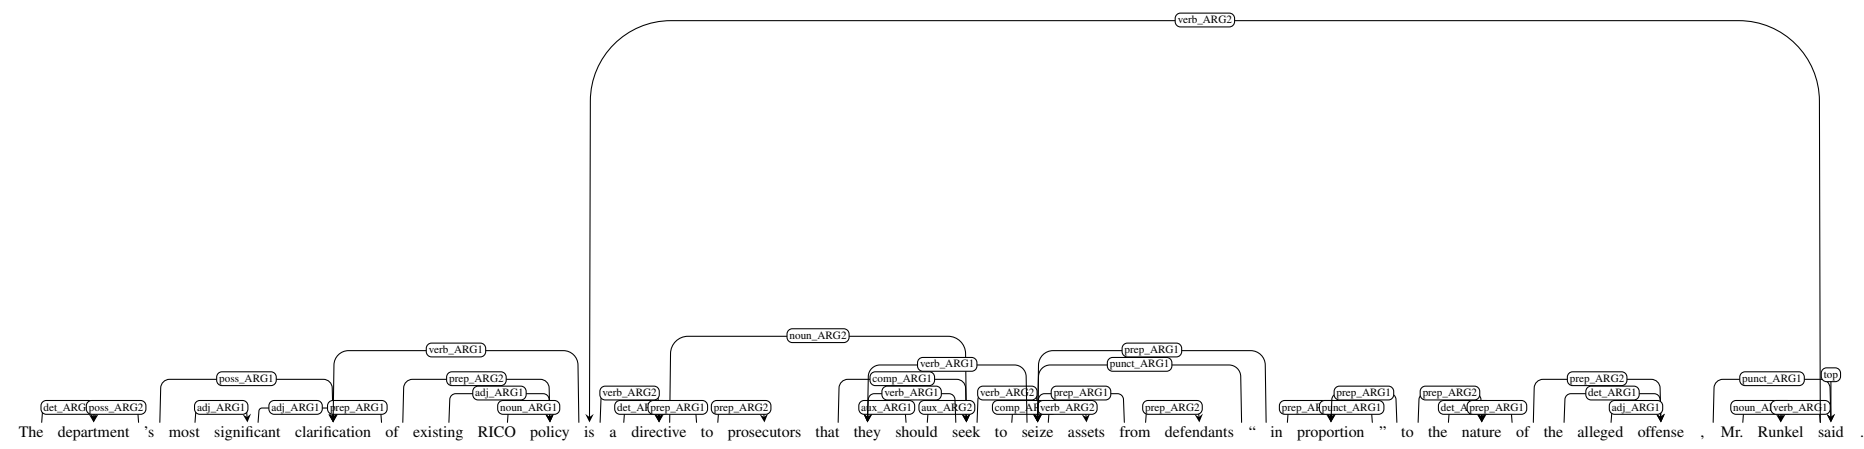 verb_ARG2
noun_ARG2
verb_ARG1 prep_ARG1
verb_ARG1 punct_ARG1
poss_ARG1 prep_ARG2 comp_ARG1 prep_ARG2 punct_ARG1 top
adj_ARG1 verb_ARG2 verb_ARG1 verb_ARG2 prep_ARG1 prep_ARG1 prep_ARG2 det_ARG1
poss_ARG2 adj_ARG1 adj_ARG1 prep_ARG1 noun_ARG1 prep_ARG1 prep_ARG2 aux_ARG1 aux_ARG2 verb_ARG2 prep_ARG2 punct_ARG1 prep_ARG1 adj_ARG1 verb_ARG1
The department 's most significant clarification of existing RICO policy is a directive to prosecutors that they should seek to seize assets from defendants “ in proportion ” to the nature of the alleged offense , Mr. Runkel said .